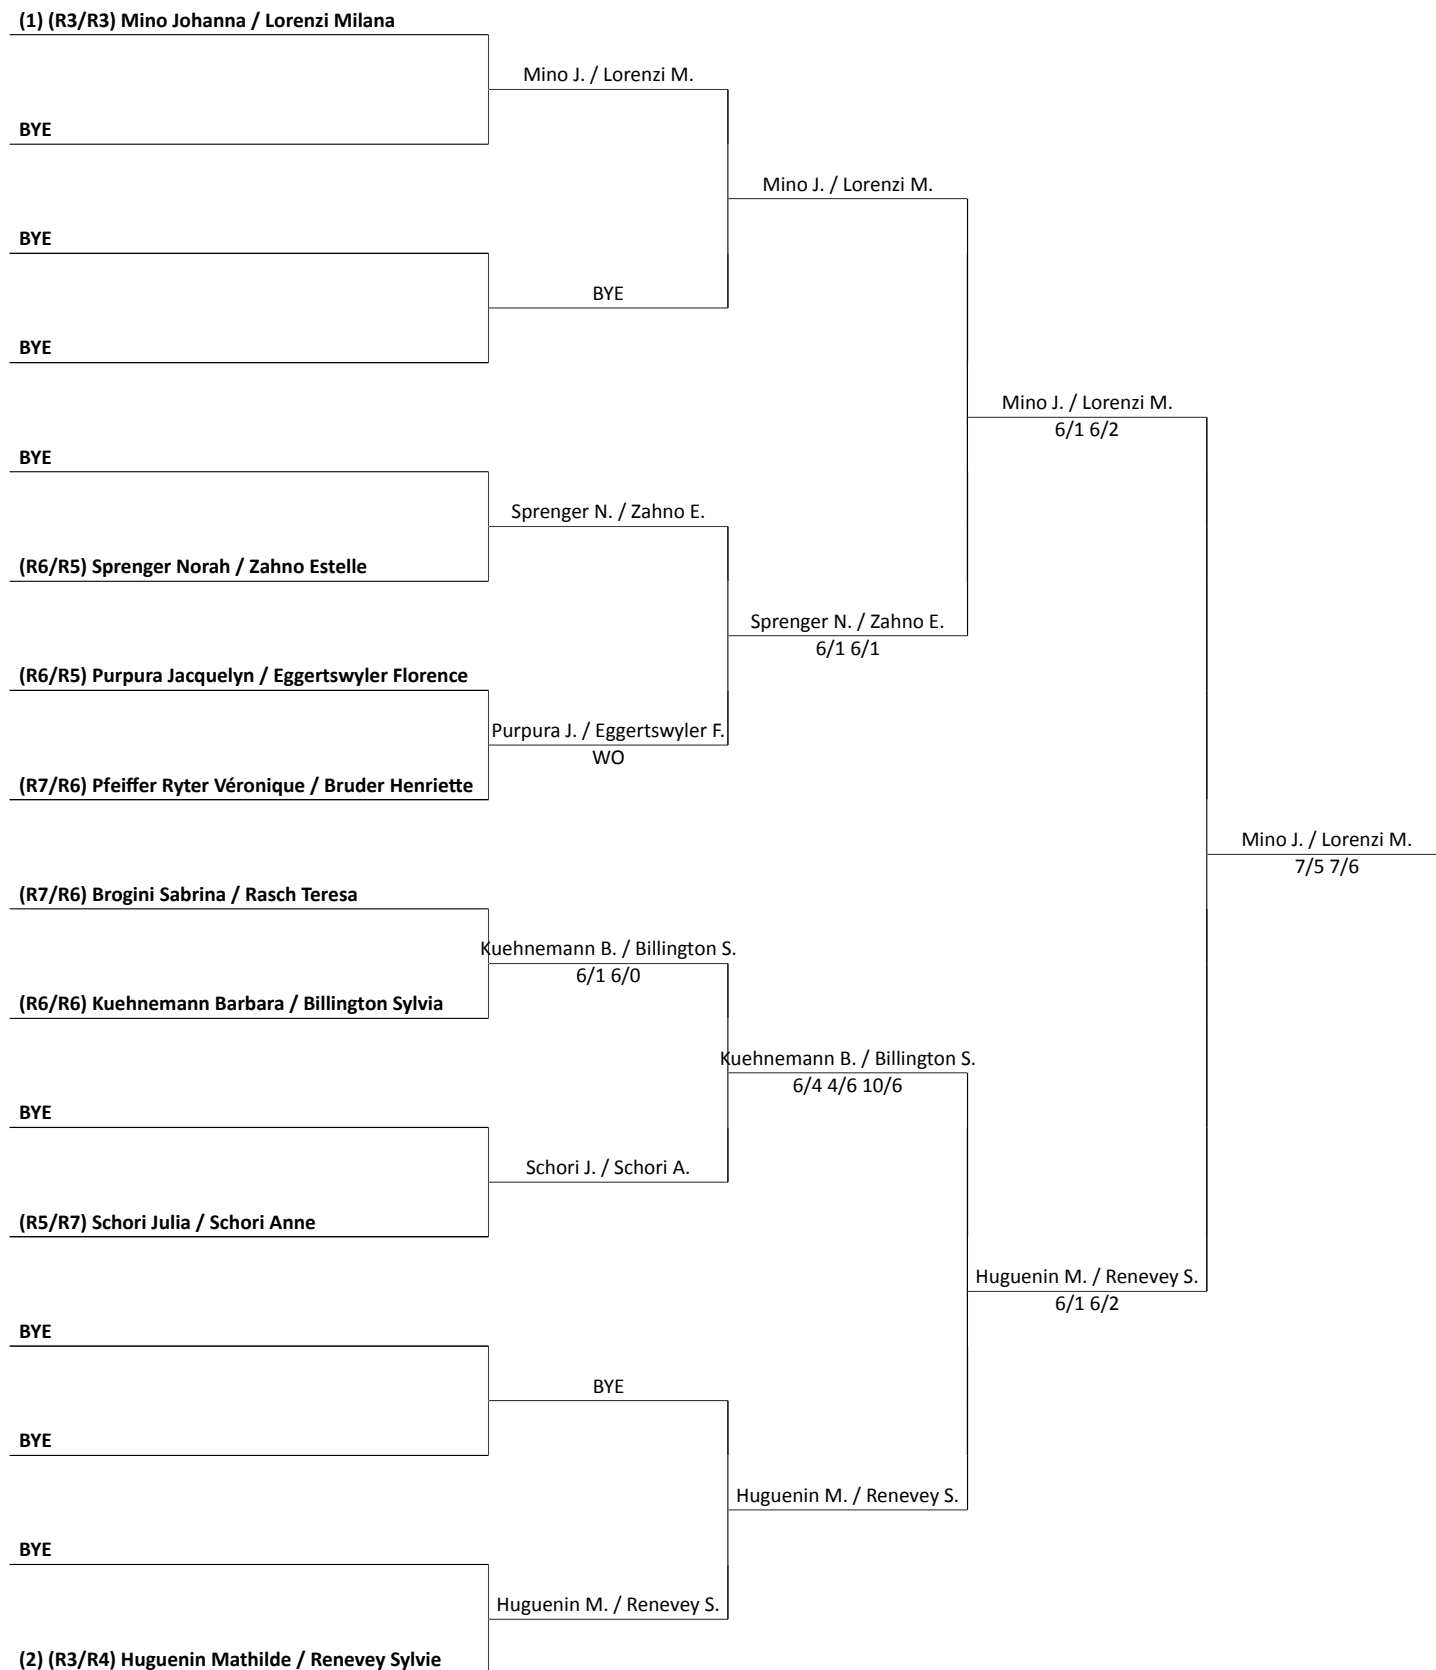 (1) (R3/R3) Mino Johanna / Lorenzi Milana
Mino J. / Lorenzi M.
BYE
Mino J. / Lorenzi M.
BYE
BYE
BYE
Mino J. / Lorenzi M.
6/1 6/2
BYE
Sprenger N. / Zahno E.
(R6/R5) Sprenger Norah / Zahno Estelle
Sprenger N. / Zahno E.
6/1 6/1
(R6/R5) Purpura Jacquelyn / Eggertswyler Florence
Purpura J. / Eggertswyler F.
WO
(R7/R6) Pfeiffer Ryter Véronique / Bruder Henriette
Mino J. / Lorenzi M.
7/5 7/6
(R7/R6) Brogini Sabrina / Rasch Teresa
Kuehnemann B. / Billington S.
6/1 6/0
(R6/R6) Kuehnemann Barbara / Billington Sylvia
Kuehnemann B. / Billington S.
6/4 4/6 10/6
BYE
Schori J. / Schori A.
(R5/R7) Schori Julia / Schori Anne
Huguenin M. / Renevey S.
6/1 6/2
BYE
BYE
BYE
Huguenin M. / Renevey S.
BYE
Huguenin M. / Renevey S.
(2) (R3/R4) Huguenin Mathilde / Renevey Sylvie